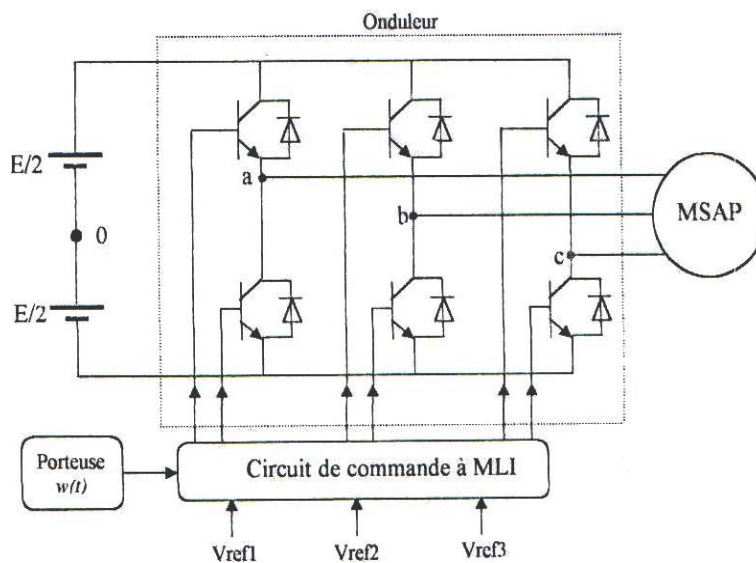 Onduleur
E/2
0
E/2
a
b
c
MSAP
Porteuse
w(t)
Circuit de commande à MLI
Vref1
Vref2
Vref3